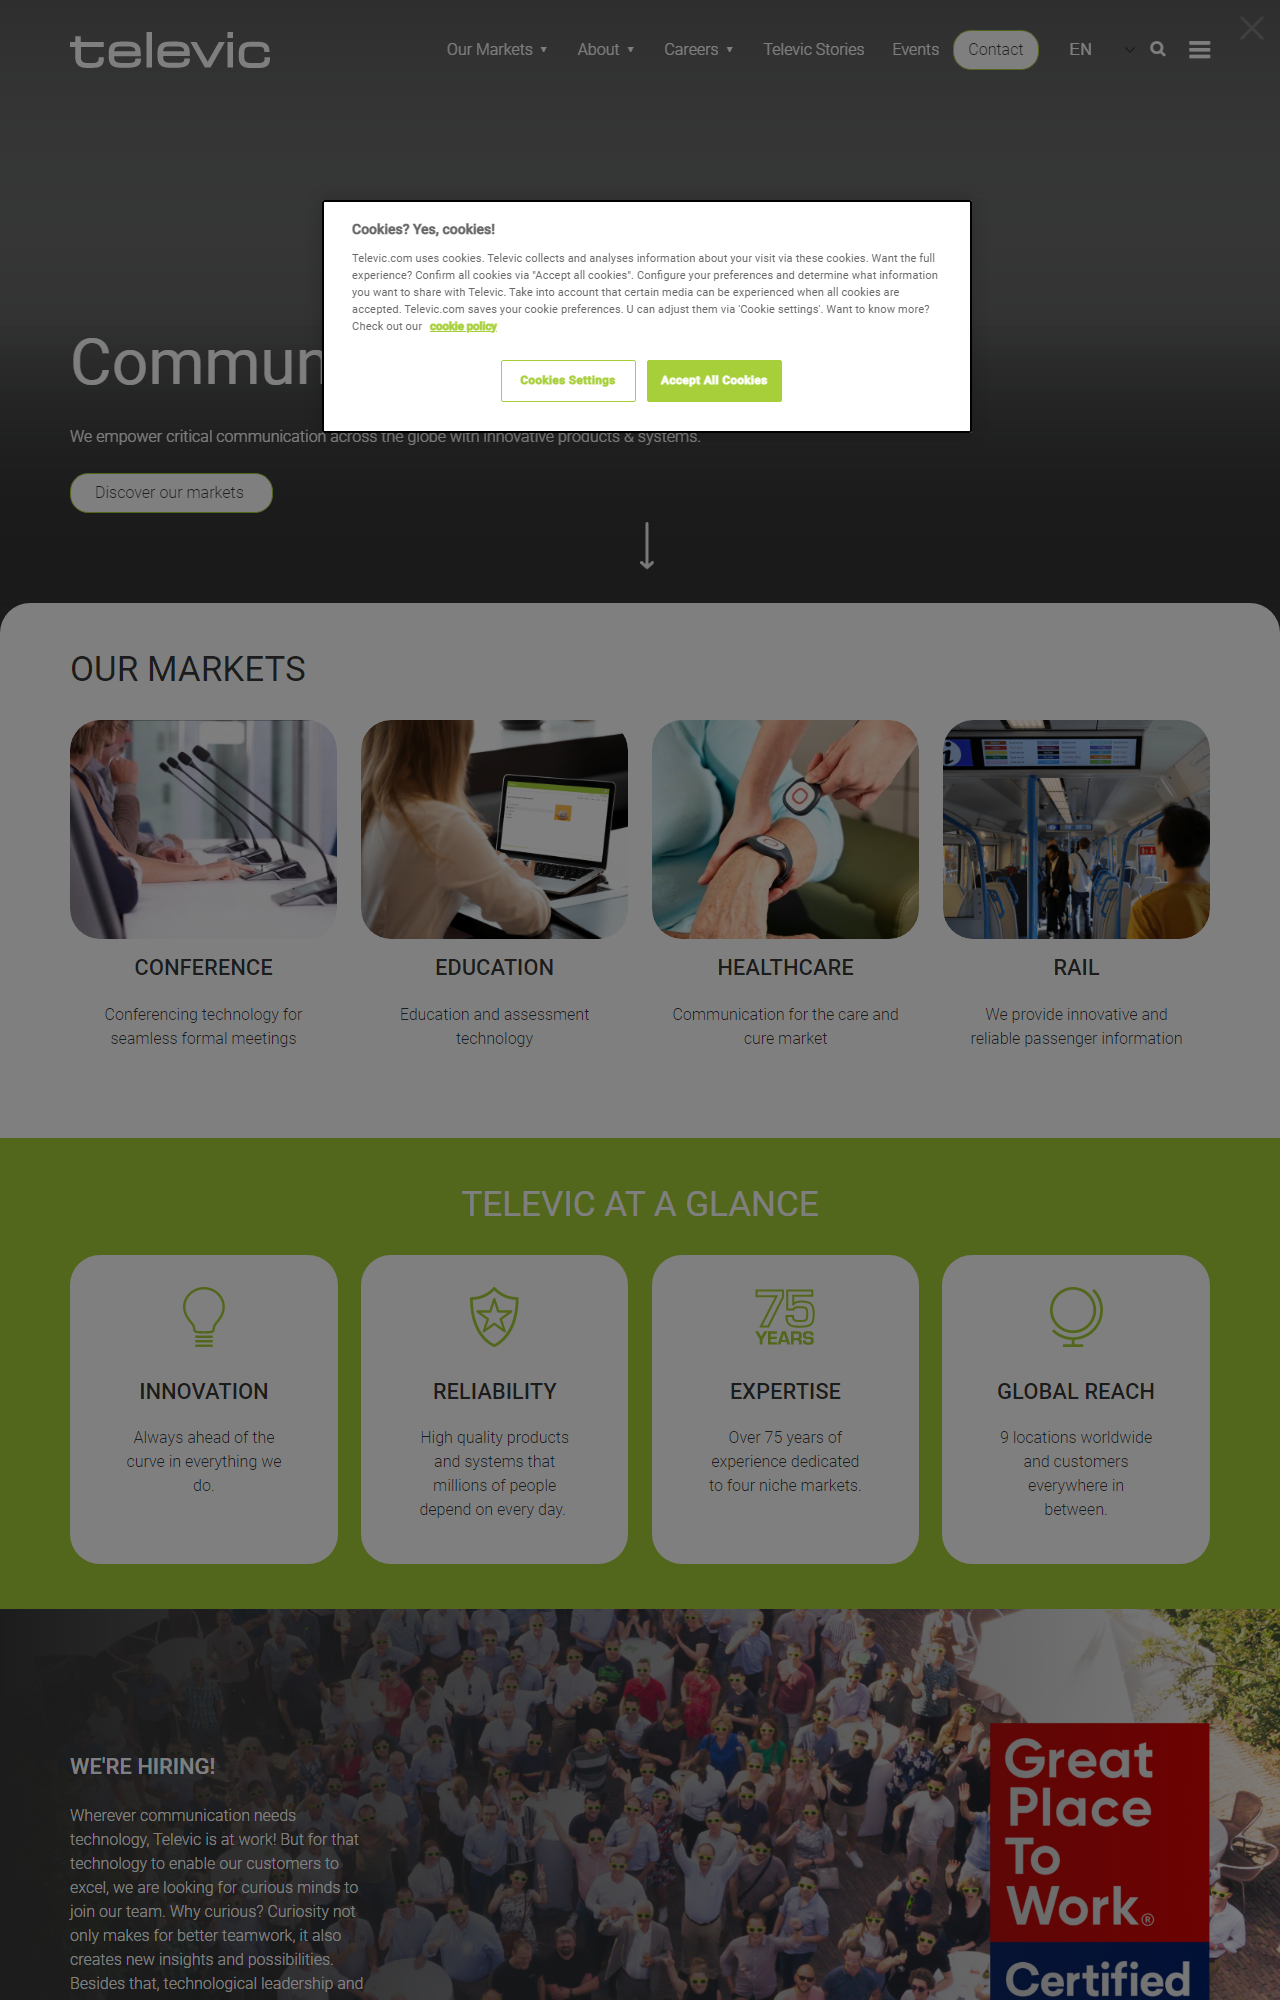 televic
Our Markets ▼ About ▼ Careers ▼ Televic Stories Events Contact EN
Cookies? Yes, cookies!
Televic.com uses cookies. Televic collects and analyses information about your visit via these cookies. Want the full
experience? Confirm all cookies via "Accept all cookies". Configure your preferences and determine what information
you want to share with Televic. Take into account that certain media can be experienced when all cookies are
accepted. Televic.com saves your cookie preferences. U can adjust them via 'Cookie settings'. Want to know more?
Check out our cookie policy
Cookies Settings Accept All Cookies
Commun
We empower critical communication across the globe with innovative products & systems.
Discover our markets
OUR MARKETS
CONFERENCE
Conferencing technology for
seamless formal meetings
EDUCATION
Education and assessment
technology
HEALTHCARE
Communication for the care and
cure market
RAIL
We provide innovative and
reliable passenger information
TELEVIC AT A GLANCE
INNOVATION
Always ahead of the
curve in everything we
do.
RELIABILITY
High quality products
and systems that
millions of people
depend on every day.
75
YEARS
EXPERTISE
Over 75 years of
experience dedicated
to four niche markets.
GLOBAL REACH
9 locations worldwide
and customers
everywhere in
between.
WE'RE HIRING!
Wherever communication needs
technology, Televic is at work! But for that
technology to enable our customers to
excel, we are looking for curious minds to
join our team. Why curious? Curiosity not
only makes for better teamwork, it also
creates new insights and possibilities.
Besides that, technological leadership and
Great
Place
To
Work®
Certified